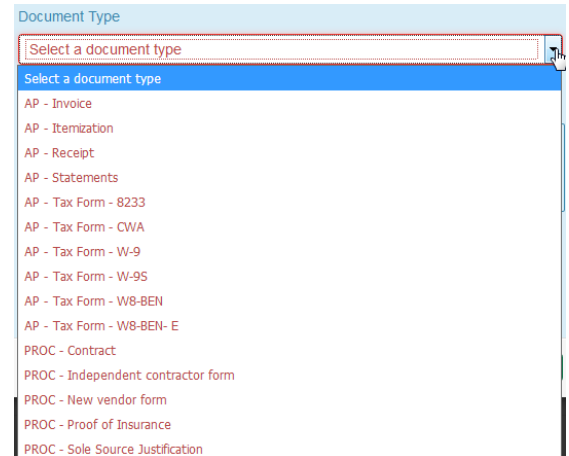 Document Type
Select a document type
Select a document type
AP - Invoice
AP - Itemization
AP - Receipt
AP - Statements
AP - Tax Form - 8233
AP - Tax Form - CWA
AP - Tax Form - W-9
AP - Tax Form - W-9S
AP - Tax Form - W8-BEN
AP - Tax Form - W8-BEN- E
PROC - Contract
PROC - Independent contractor form
PROC - New vendor form
PROC - Proof of Insurance
PROC - Sole Source Justification